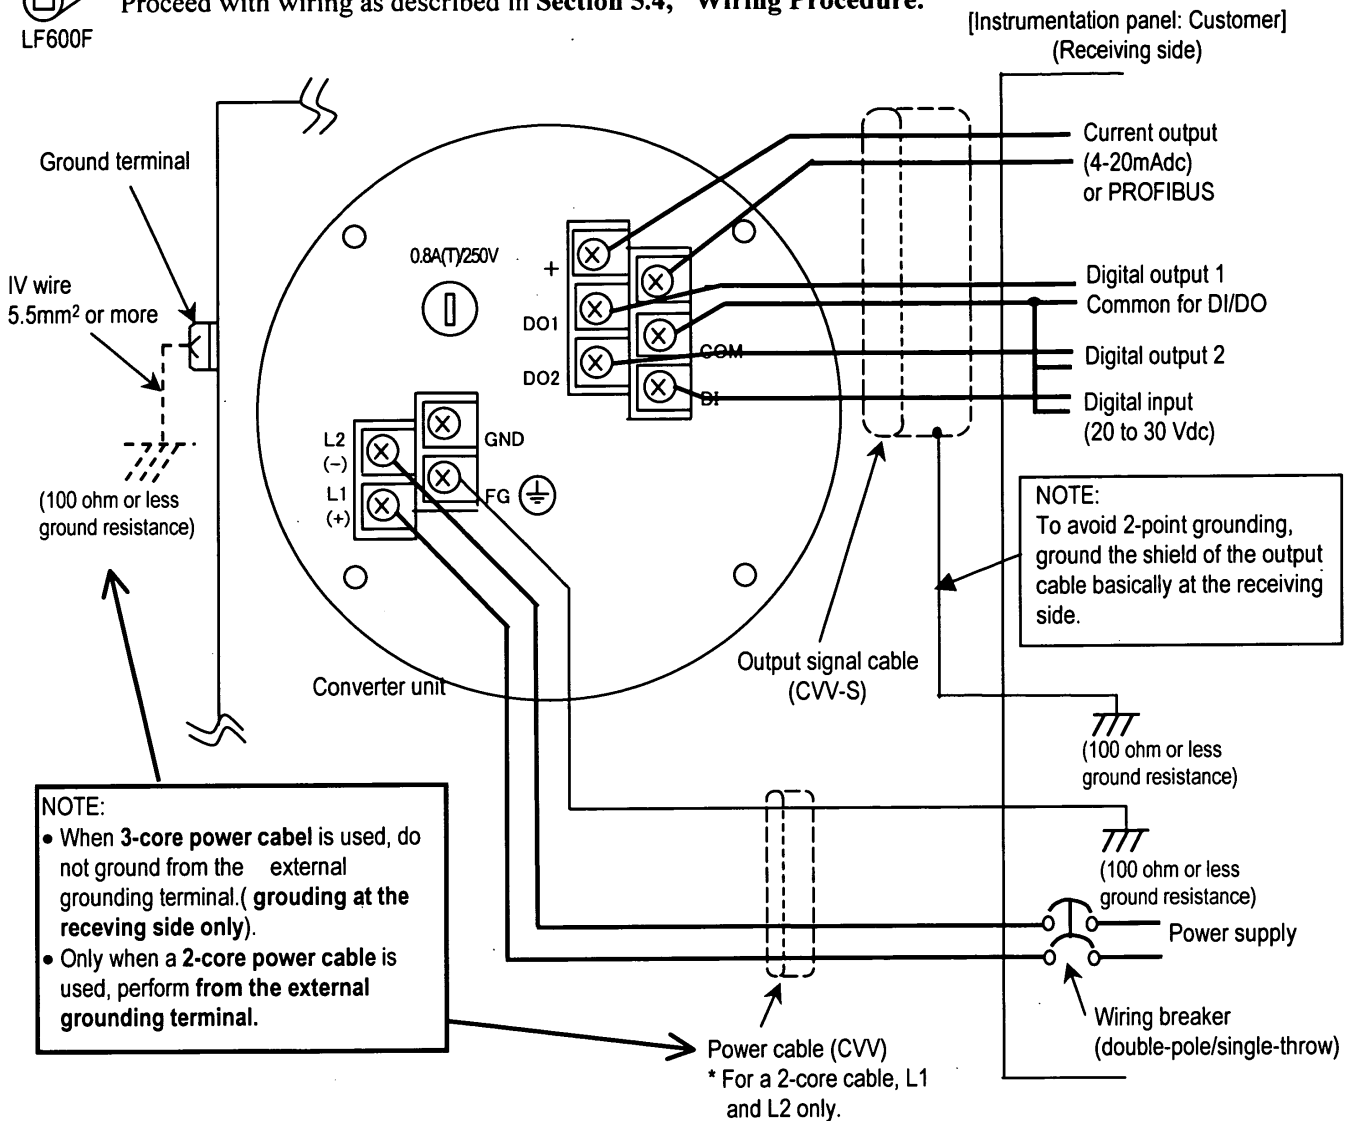 Proceed with wiring as described in Section 5.4, "Wiring Procedure."
LF600F
[Instrumentation panel: Customer]
(Receiving side)
Ground terminal
IV wire
5.5mm² or more
(100 ohm or less
ground resistance)
0.8A(T)/250V
+
DO1
DO2
COM
DI
L2
(−)
L1
(+)
GND
FG
Converter unit
Current output
(4-20mAdc)
or PROFIBUS
Digital output 1
Common for DI/DO
Digital output 2
Digital input
(20 to 30 Vdc)
NOTE:
To avoid 2-point grounding,
ground the shield of the output
cable basically at the receiving
side.
Output signal cable
(CVV-S)
(100 ohm or less
ground resistance)
(100 ohm or less
ground resistance)
Power supply
Wiring breaker
(double-pole/single-throw)
NOTE:
• When 3-core power cabel is used, do
not ground from the external
grounding terminal.( grouding at the
receving side only).
• Only when a 2-core power cable is
used, perform from the external
grounding terminal.
Power cable (CVV)
* For a 2-core cable, L1
and L2 only.